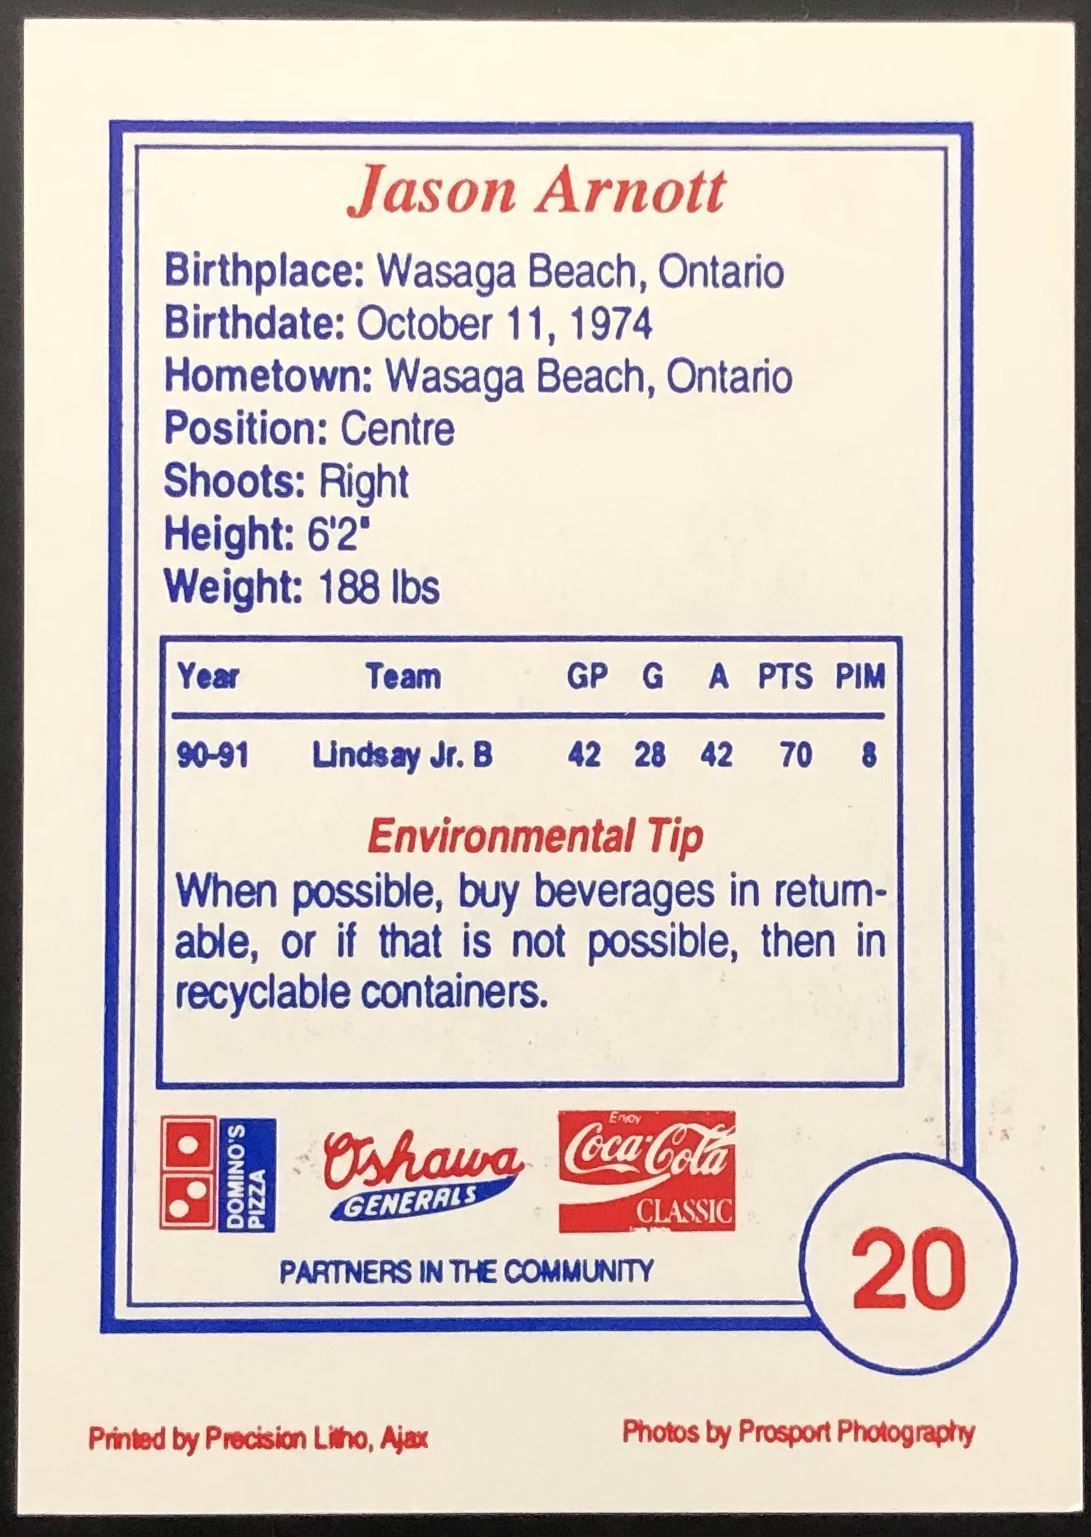 Jason Arnott
Birthplace: Wasaga Beach, Ontario
Birthdate: October 11, 1974
Hometown: Wasaga Beach, Ontario
Position: Centre
Shoots: Right
Height: 6'2"
Weight: 188 lbs
Year Team GP G A PTS PIM
90-91 Lindsay Jr. B 42 28 42 70 8
Environmental Tip
When possible, buy beverages in return-
able, or if that is not possible, then in
recyclable containers.
DOMINO'S
PIZZA
Oshawa
GENERALS
Enjoy
Coca-Cola
CLASSIC
PARTNERS IN THE COMMUNITY
20
Printed by Precision Litho, Ajax
Photos by Prosport Photography